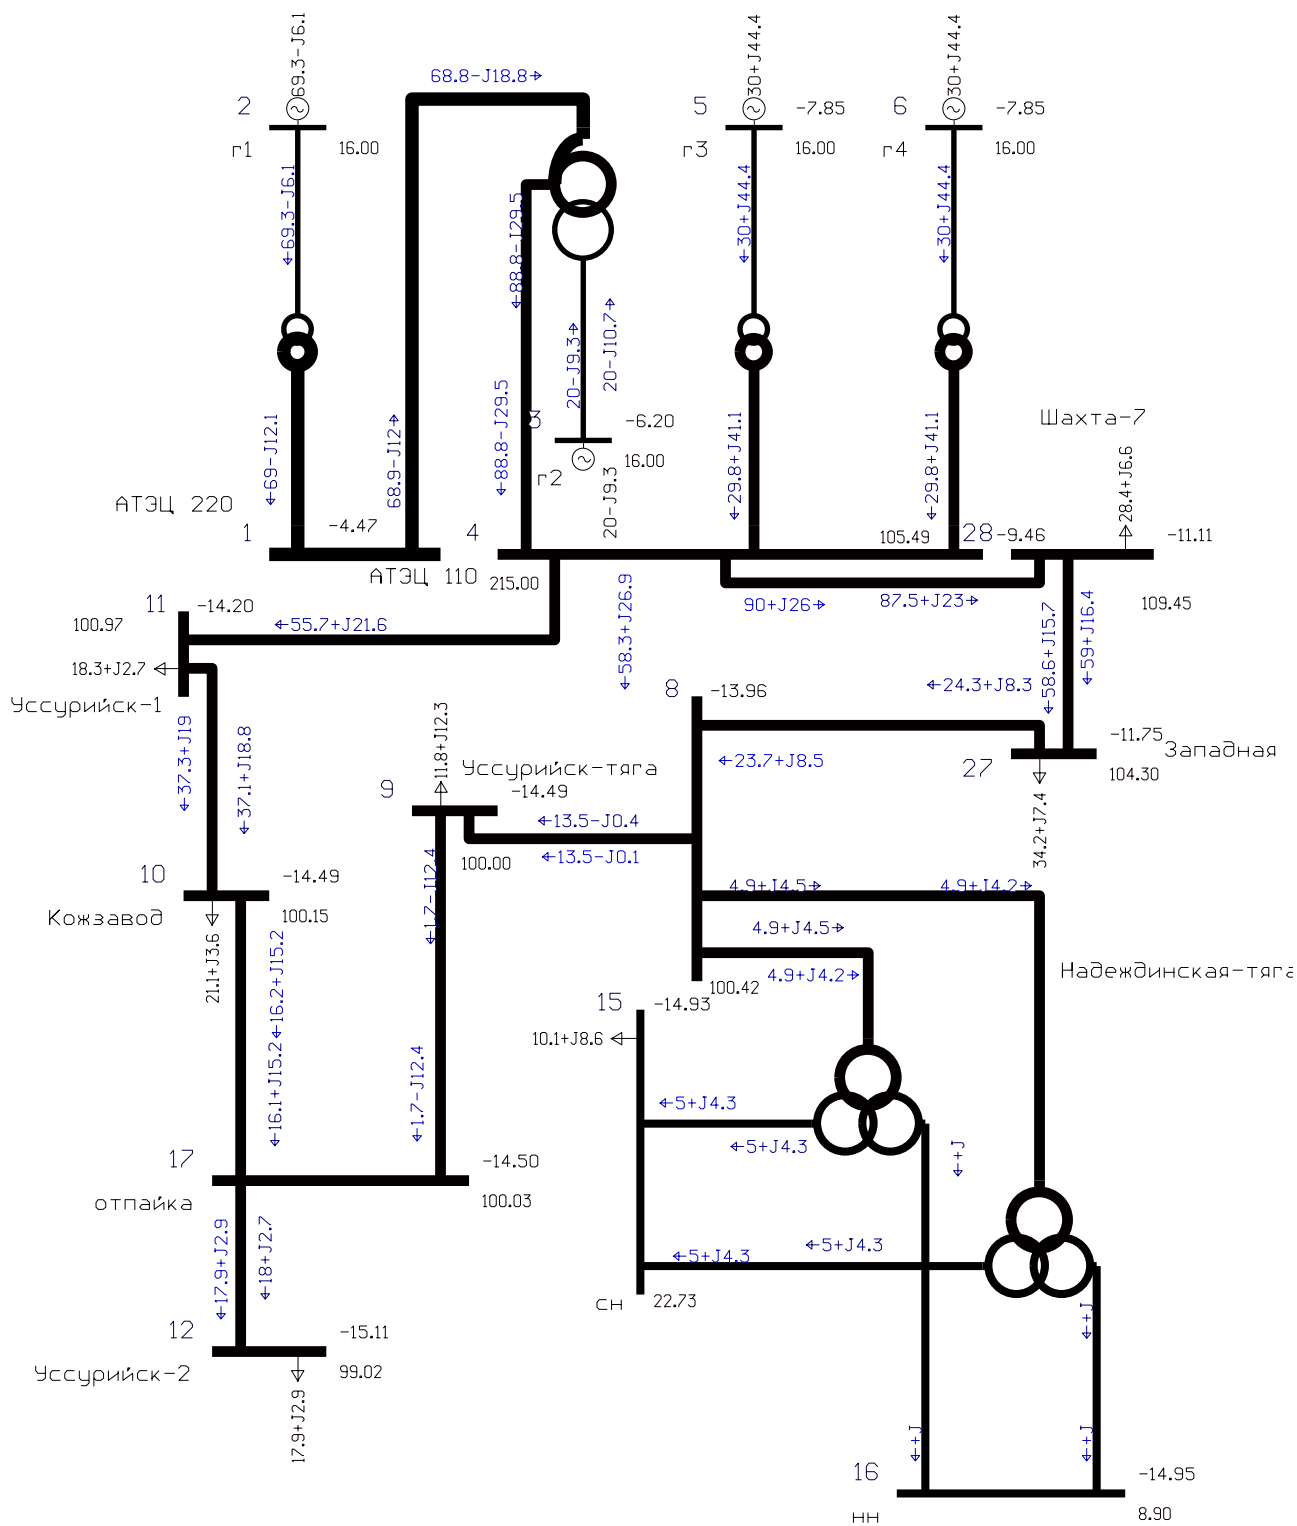 69.3-J6.1
30+J44.4
30+J44.4
68.8-J18.8→
2
5
-7.85
6
-7.85
г1
16.00
г3
16.00
г4
16.00
←69.3-J6.1
←88.8-J29.5
←30+J44.4
←30+J44.4
20-J9.3→
20-J10.7→
←69-J12.1
68.9-J12→
←88.8-J29.5
3
-6.20
г2
16.00
20-J9.3
←29.8+J41.1
←29.8+J41.1
Шахта-7
28.4+J6.6
АТЭЦ 220
1
-4.47
4
105.49
28
-9.46
-11.11
АТЭЦ 110
215.00
109.45
90+J26→
87.5+J23→
11
-14.20
100.97
←55.7+J21.6
←58.3+J26.9
←58.6+J15.7
←59+J16.4
18.3+J2.7
Уссурийск-1
8
-13.96
←24.3+J8.3
←37.3+J19
←37.1+J18.8
11.8+J12.3
←23.7+J8.5
-11.75
Западная
27
104.30
34.2+J7.4
9
Уссурийск-тяга
-14.49
←13.5-J0.4
←13.5-J0.1
100.00
←1.7-J12.4
10
-14.49
Кожзавод
100.15
21.1+J3.6
←16.2+J15.2
←16.1+J15.2
4.9+J4.5→
4.9+J4.2→
4.9+J4.5→
4.9+J4.2→
100.42
Надеждинская-тяга
15
-14.93
10.1+J8.6
←1.7-J12.4
←5+J4.3
←5+J4.3
←+J
17
-14.50
отпайка
100.03
←17.9+J2.9
←18+J2.7
←5+J4.3
←5+J4.3
сн
22.73
←+J
12
-15.11
Уссурийск-2
99.02
17.9+J2.9
←+J
←+J
16
-14.95
нн
8.90